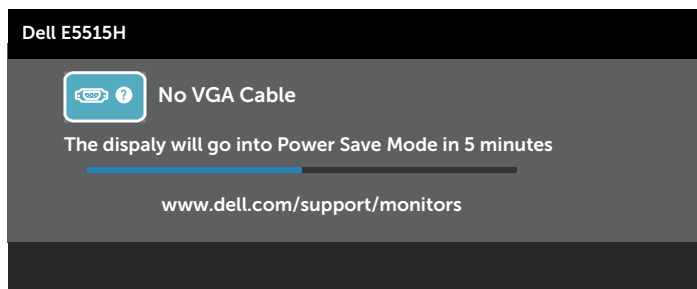 Dell E5515H
? No VGA Cable
The dispaly will go into Power Save Mode in 5 minutes
www.dell.com/support/monitors